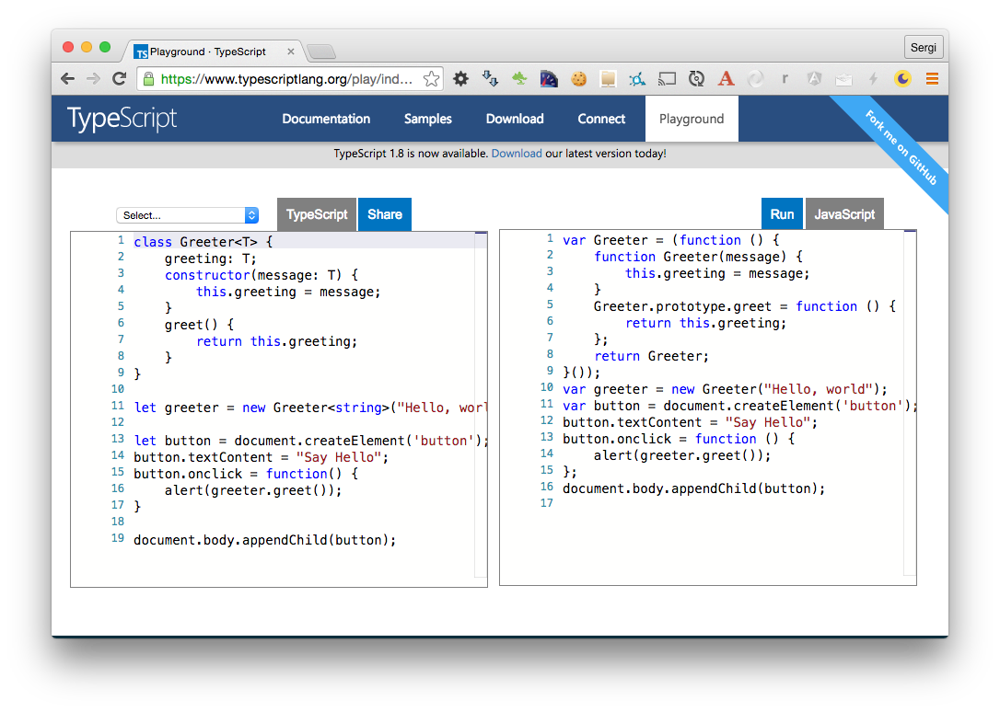 Playground · TypeScript
Sergi
https://www.typescriptlang.org/play/ind...
TypeScript
Documentation
Samples
Download
Connect
Playground
Fork me on GitHub
TypeScript 1.8 is now available. Download our latest version today!
Select...
TypeScript
Share
1 class Greeter<T> {
2     greeting: T;
3     constructor(message: T) {
4         this.greeting = message;
5     }
6     greet() {
7         return this.greeting;
8     }
9 }
10
11 let greeter = new Greeter<string>("Hello, worl
12
13 let button = document.createElement('button');
14 button.textContent = "Say Hello";
15 button.onclick = function() {
16     alert(greeter.greet());
17 }
18
19 document.body.appendChild(button);
Run
JavaScript
1 var Greeter = (function () {
2     function Greeter(message) {
3         this.greeting = message;
4     }
5     Greeter.prototype.greet = function () {
6         return this.greeting;
7     };
8     return Greeter;
9 }());
10 var greeter = new Greeter("Hello, world");
11 var button = document.createElement('button');
12 button.textContent = "Say Hello";
13 button.onclick = function () {
14     alert(greeter.greet());
15 };
16 document.body.appendChild(button);
17